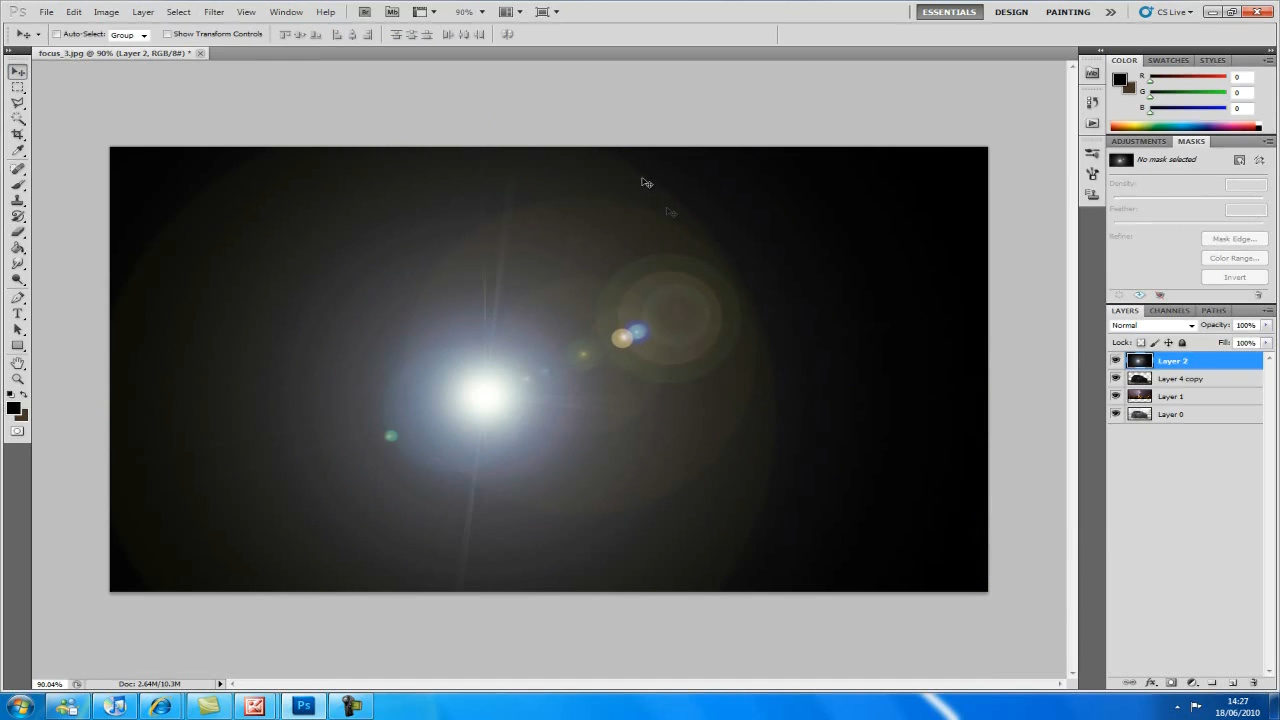 Ps File Edit Image Layer Select Filter View Window Help Br Mb 90% ESSENTIALS DESIGN PAINTING CS Live
Auto-Select: Group Show Transform Controls
focus_3.jpg @ 90% (Layer 2, RGB/8#) *
COLOR SWATCHES STYLES
R 0
G 0
B 0
ADJUSTMENTS MASKS
No mask selected
Density:
Feather:
Refine: Mask Edge...
Color Range...
Invert
LAYERS CHANNELS PATHS
Normal Opacity: 100%
Lock: Fill: 100%
Layer 2
Layer 4 copy
Layer 1
Layer 0
90.04% Doc: 2.64M/10.3M
Ps
14:27
18/06/2010